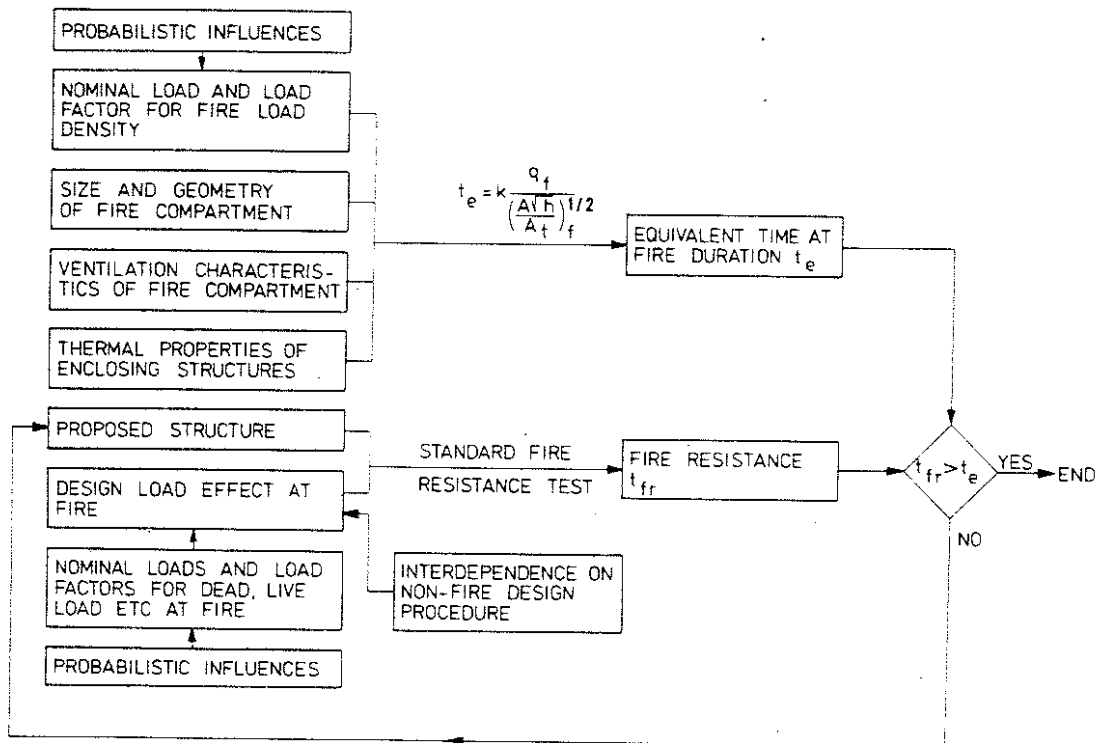 PROBABILISTIC INFLUENCES
NOMINAL LOAD AND LOAD
FACTOR FOR FIRE LOAD
DENSITY
SIZE AND GEOMETRY
OF FIRE COMPARTMENT
VENTILATION CHARACTERIS-
TICS OF FIRE COMPARTMENT
THERMAL PROPERTIES OF
ENCLOSING STRUCTURES
t_e = k q_f / ((A√h / A_t)_f)^1/2
EQUIVALENT TIME AT
FIRE DURATION t_e
PROPOSED STRUCTURE
DESIGN LOAD EFFECT AT
FIRE
NOMINAL LOADS AND LOAD
FACTORS FOR DEAD, LIVE
LOAD ETC AT FIRE
PROBABILISTIC INFLUENCES
STANDARD FIRE
RESISTANCE TEST
INTERDEPENDENCE ON
NON-FIRE DESIGN
PROCEDURE
FIRE RESISTANCE
t_fr
t_fr > t_e
YES
END
NO